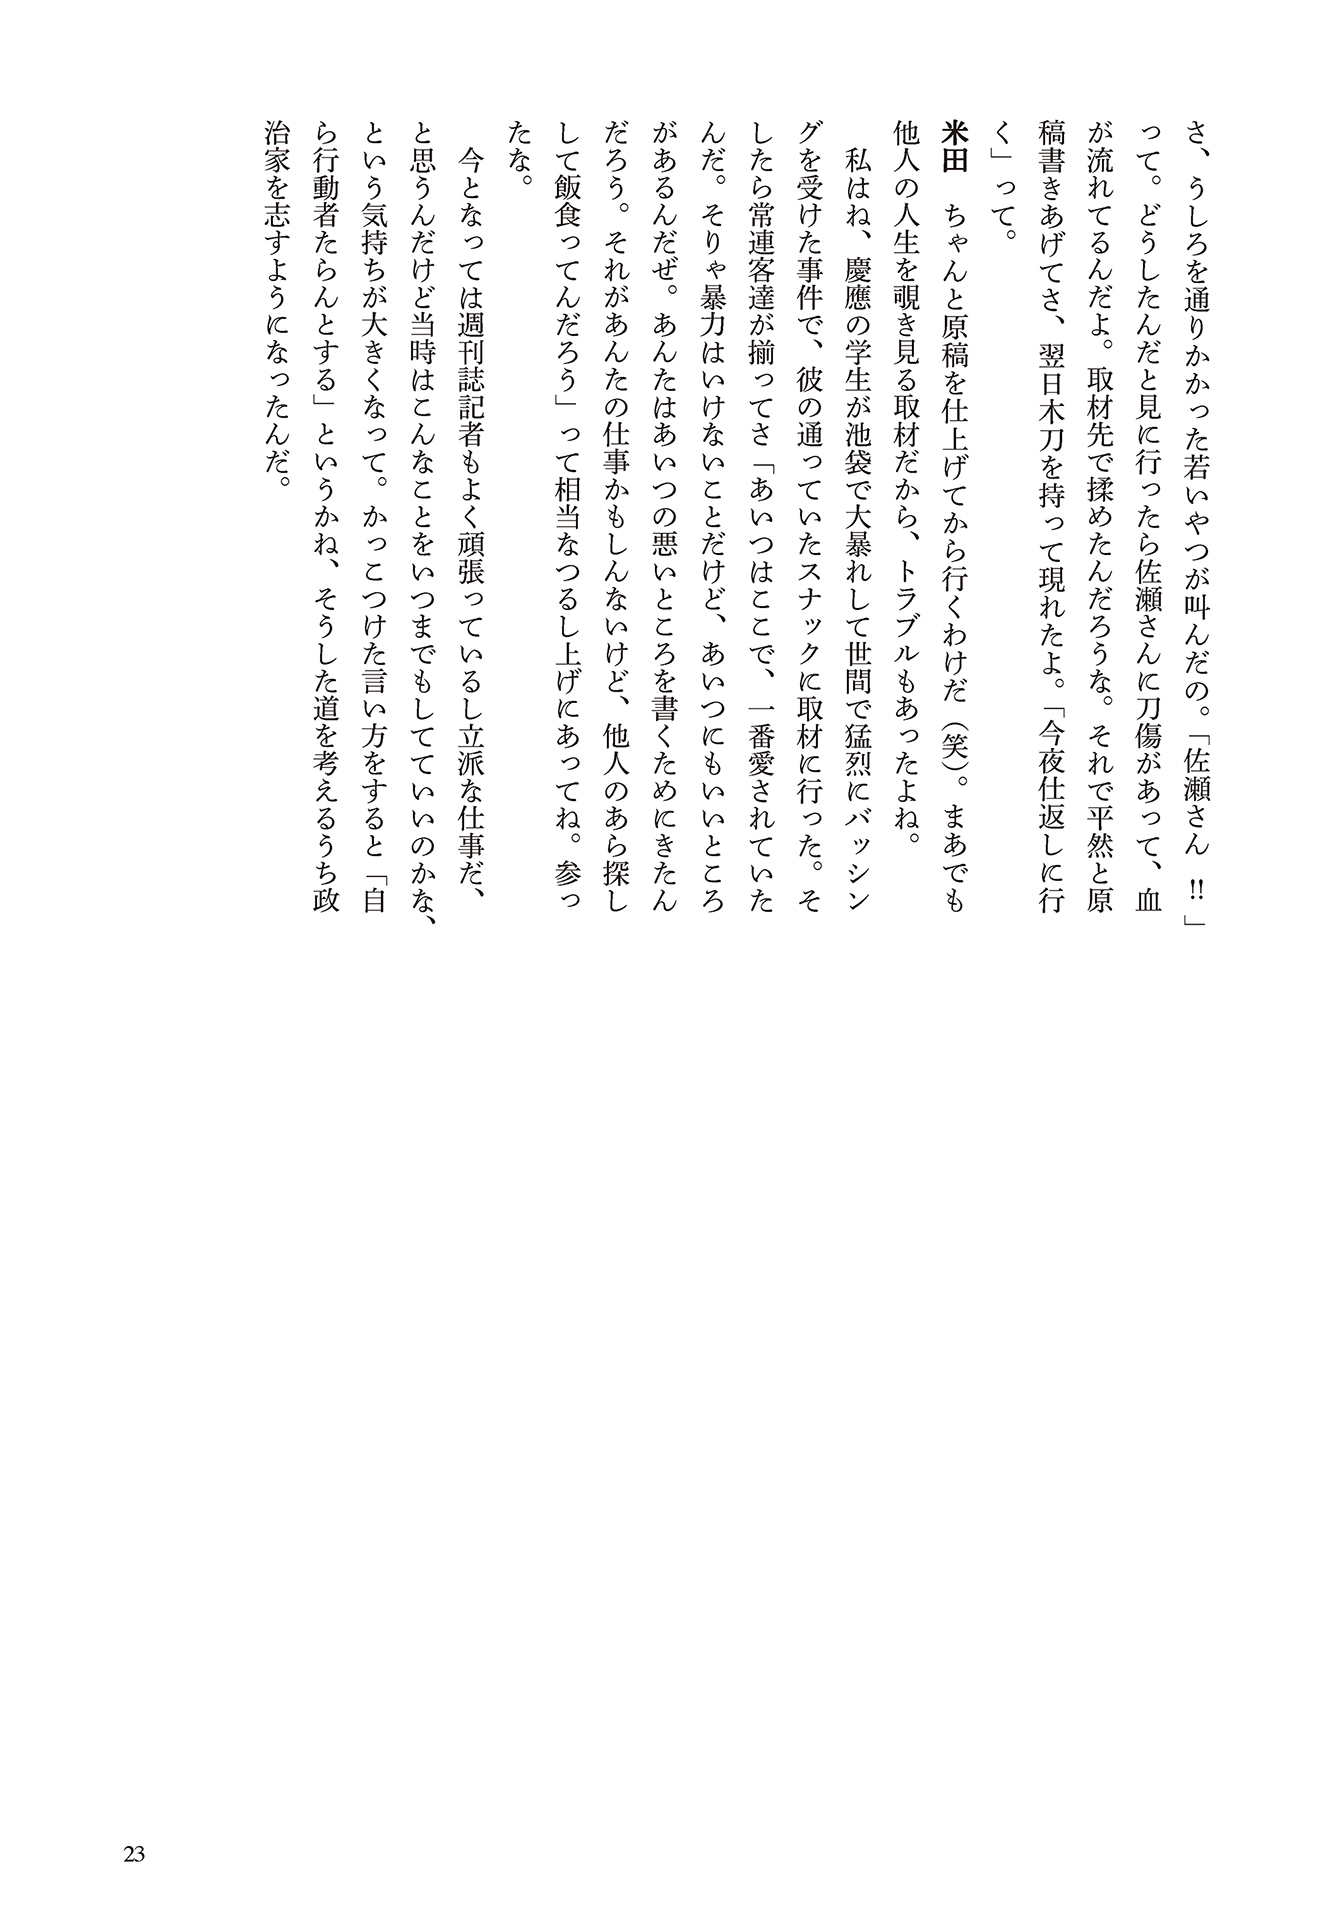 さ、うしろを通りかかった若いやつが叫んだの。「佐瀬さん‼」
って。どうしたんだと見に行ったら佐瀬さんに刀傷があって、血
が流れてるんだよ。取材先で揉めたんだろうな。それで平然と原
稿書きあげてさ、翌日木刀を持って現れたよ。「今夜仕返しに行
く」って。
米田　ちゃんと原稿を仕上げてから行くわけだ（笑）。まあでも
他人の人生を覗き見る取材だから、トラブルもあったよね。
　私はね、慶應の学生が池袋で大暴れして世間で猛烈にバッシン
グを受けた事件で、彼の通っていたスナックに取材に行った。そ
したら常連客達が揃ってさ「あいつはここで、一番愛されていた
んだ。そりゃ暴力はいけないことだけど、あいつにもいいところ
があるんだぜ。あんたはあいつの悪いところを書くためにきたん
だろう。それがあんたの仕事かもしんないけど、他人のあら探し
して飯食ってんだろう」って相当なつるし上げにあってね。参っ
たな。
　今となっては週刊誌記者もよく頑張っているし立派な仕事だ、
と思うんだけど当時はこんなことをいつまでもしてていいのかな、
という気持ちが大きくなって。かっこつけた言い方をすると「自
ら行動者たらんとする」というかね、そうした道を考えるうち政
治家を志すようになったんだ。
23